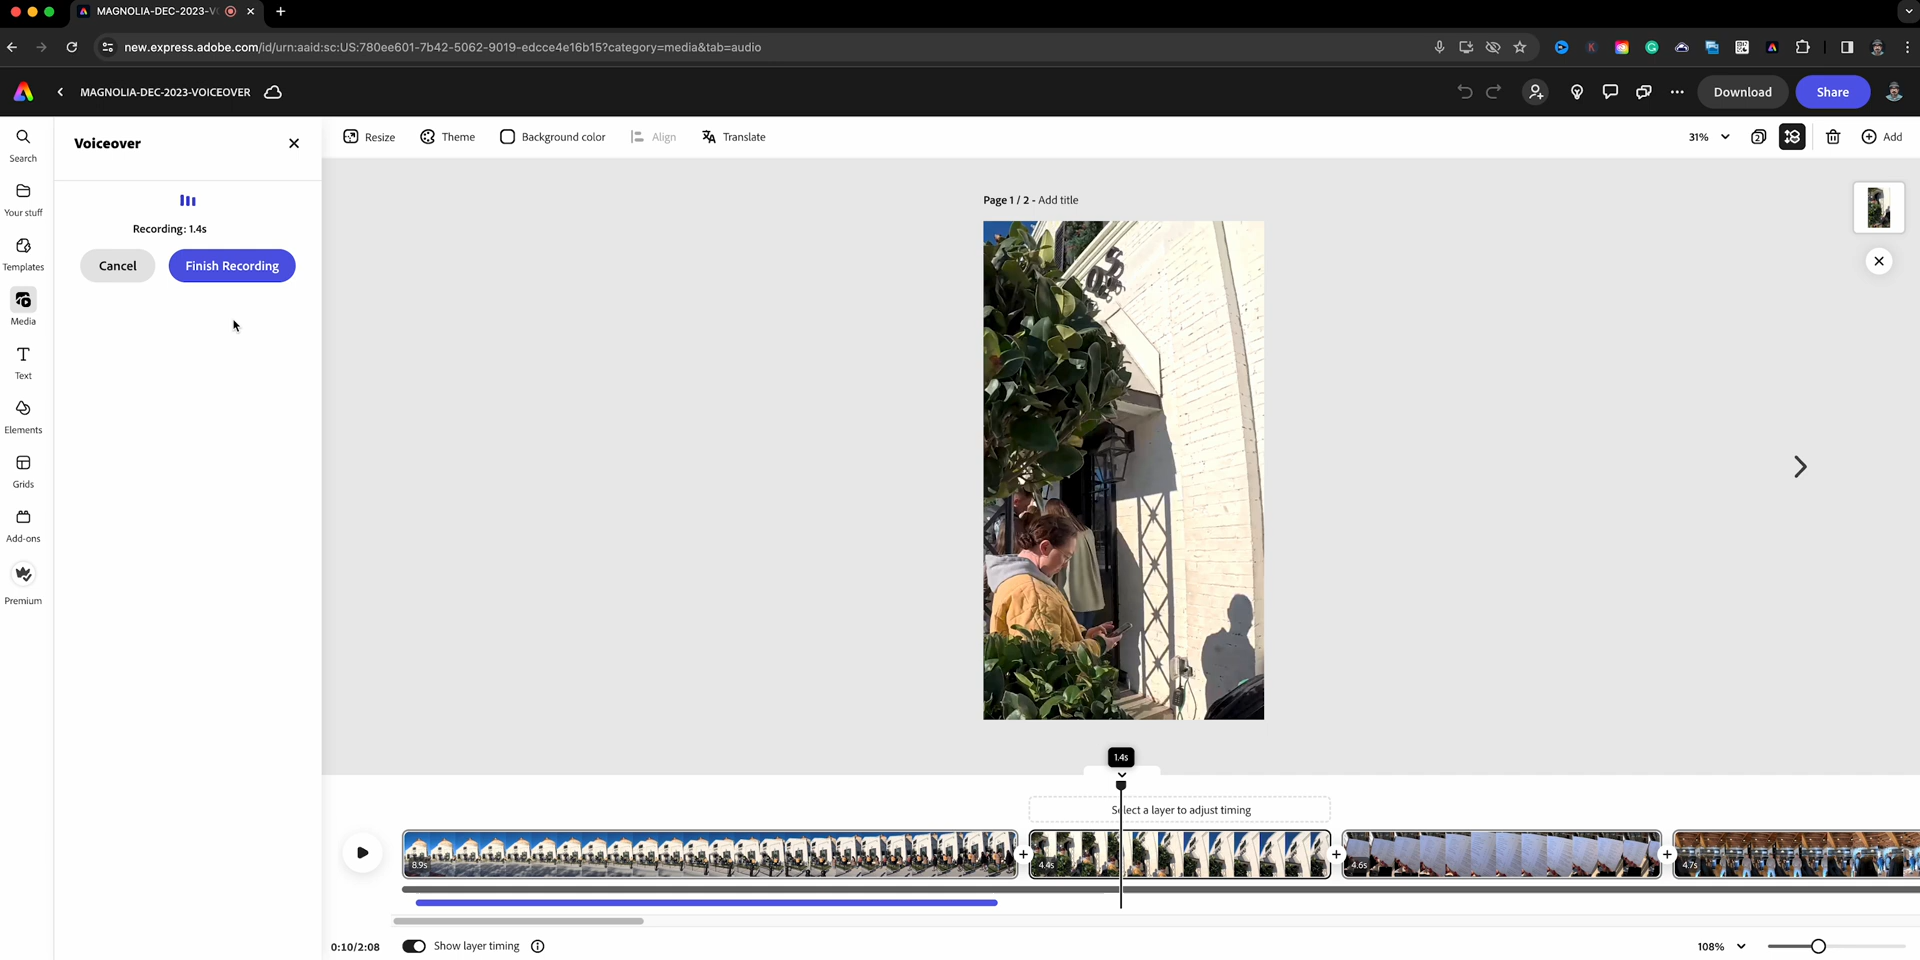 MAGNOLIA-DEC-2023-V
new.express.adobe.com/id/urn:aaid:sc:US:780ee601-7b42-5062-9019-edcce4e16b15?category=media&tab=audio
MAGNOLIA-DEC-2023-VOICEOVER
Download
Share
Search
Your stuff
Templates
Media
Text
Elements
Grids
Add-ons
Premium
Voiceover
Recording: 1.4s
Cancel
Finish Recording
Resize
Theme
Background color
Align
Translate
31%
2
Add
Page 1 / 2 - Add title
1.4s
Select a layer to adjust timing
8.9s
4.4s
4.6s
4.7s
0:10/2:08
Show layer timing
108%